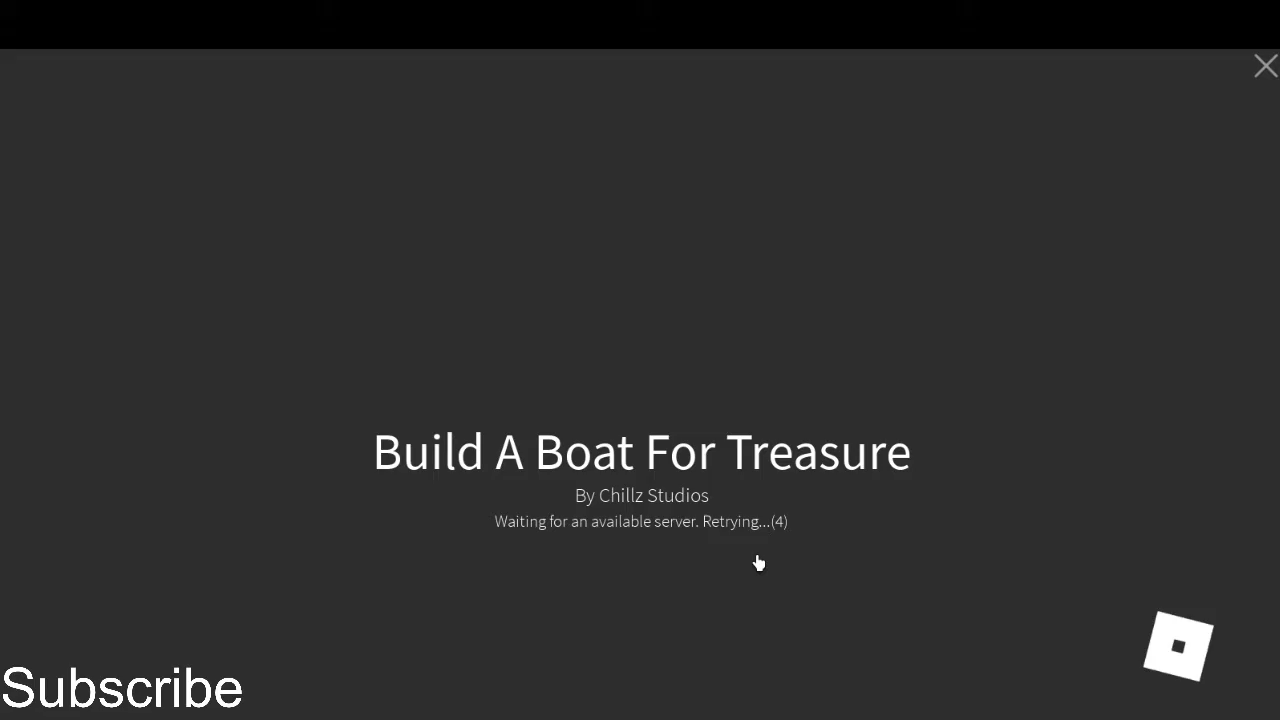 Build A Boat For Treasure
By Chillz Studios
Waiting for an available server. Retrying...(4)
Subscribe